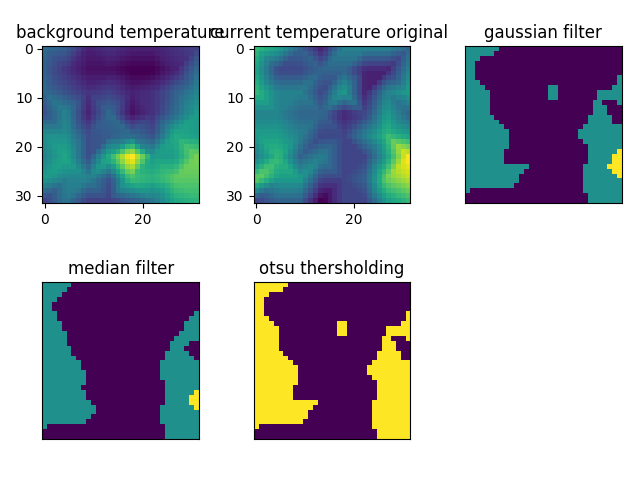 background temperature
current temperature original
gaussian filter
0
10
20
30
0
20
0
10
20
30
0
20
median filter
otsu thersholding